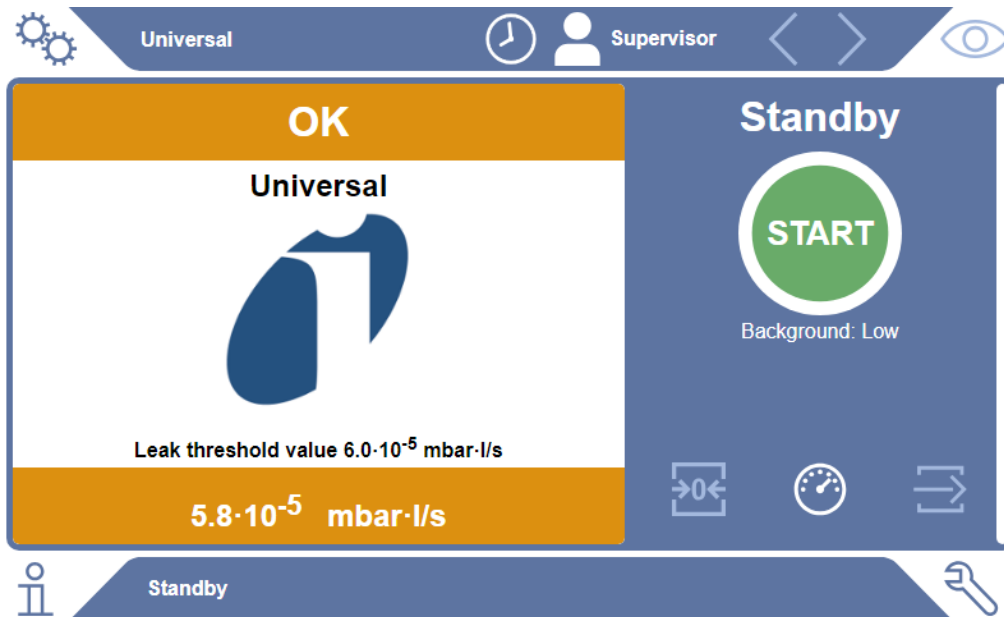 Universal
Supervisor
OK
Universal
Leak threshold value 6.0·10⁻⁵ mbar·l/s
5.8·10⁻⁵ mbar·l/s
Standby
START
Background: Low
→0←
Standby